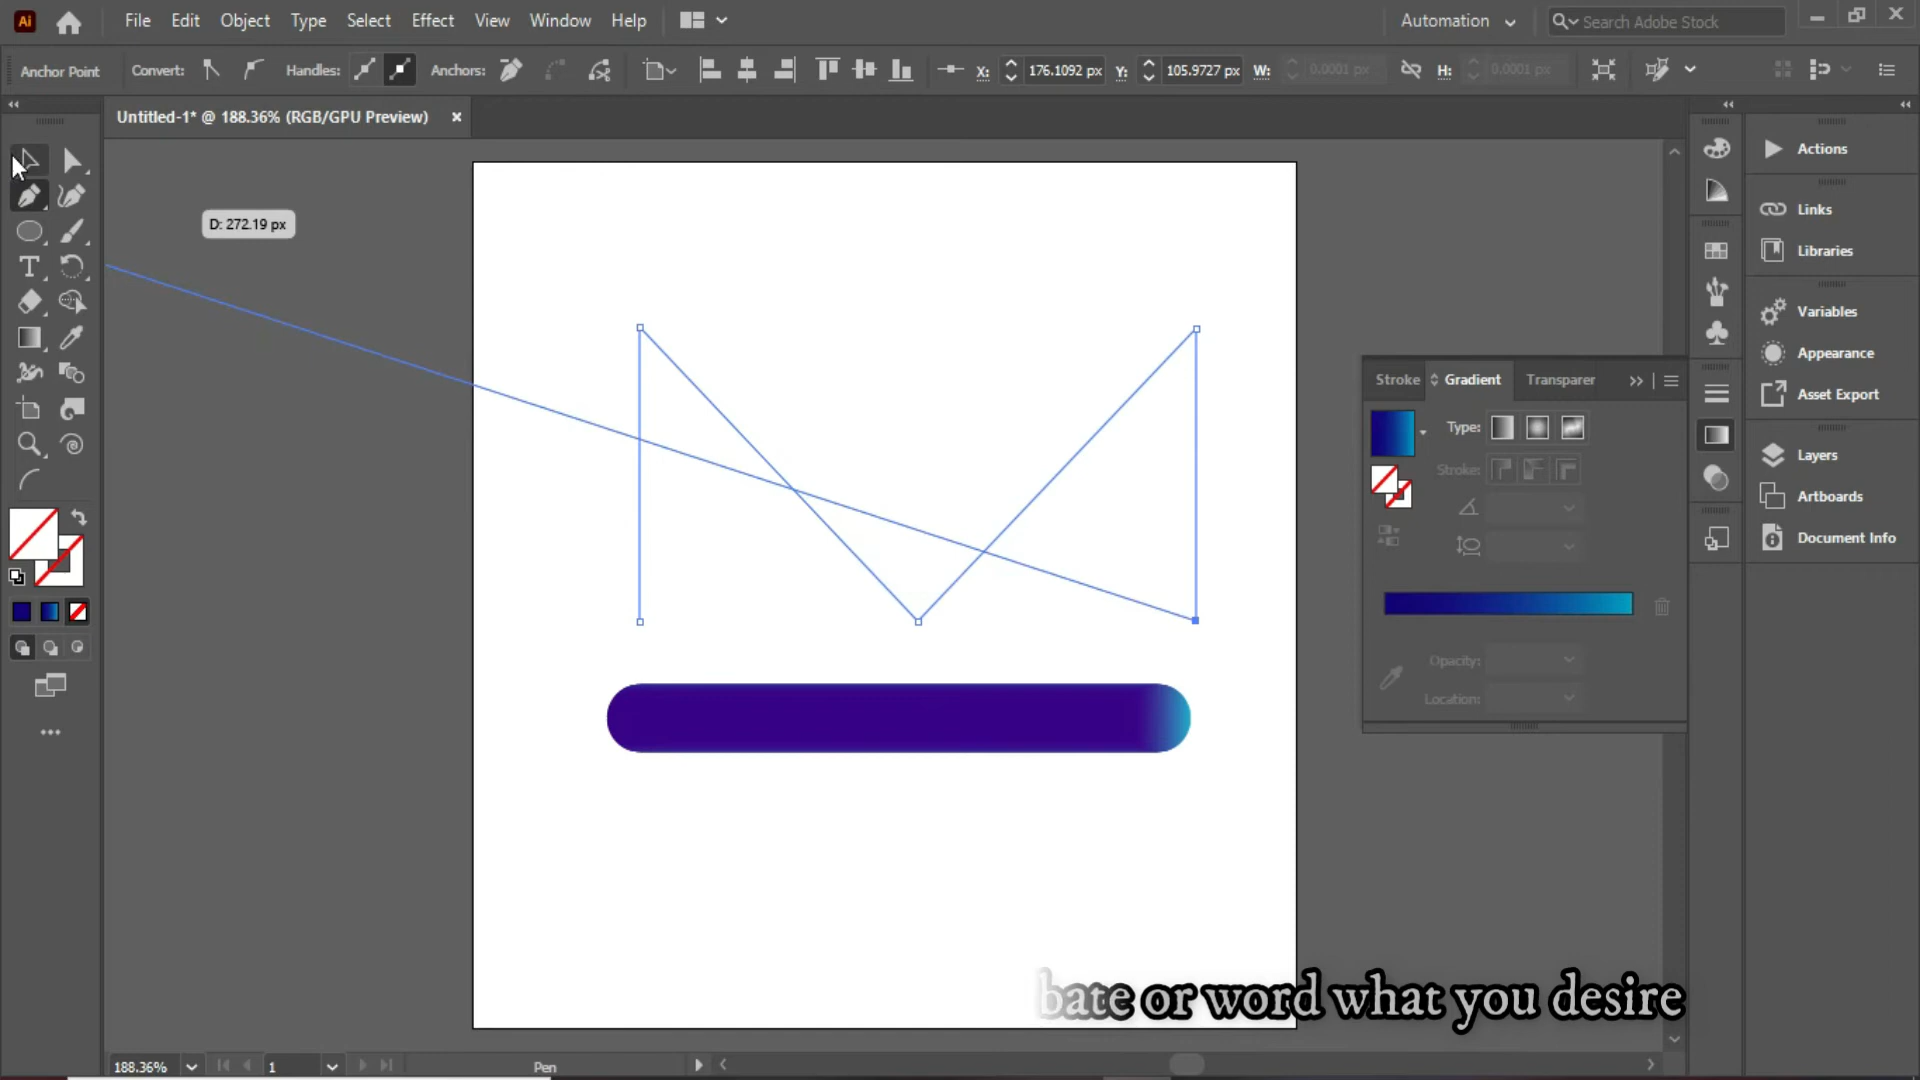 Ai File Edit Object Type Select Effect View Window Help Automation Search Adobe Stock
Anchor Point Convert: Handles: Anchors: X: 176.1092 px Y: 105.9727 px W: 0.0001 px H: 0.0001 px
Untitled-1* @ 188.36% (RGB/GPU Preview) ×
Actions
Links
D: 272.19 px
Libraries
Variables
Appearance
Stroke Gradient Transparer
Asset Export
Type:
Layers
Stroke:
Artboards
Document Info
Opacity:
Location:
bate or word what you desire
188.36% 1 Pen